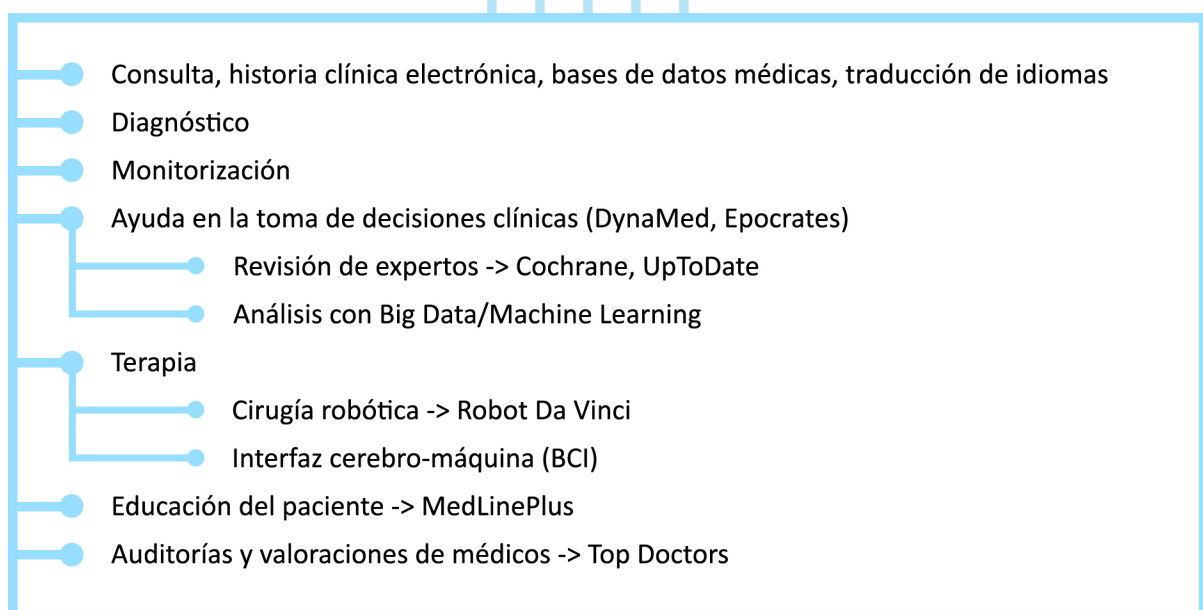 Consulta, historia clínica electrónica, bases de datos médicas, traducción de idiomas
Diagnóstico
Monitorización
Ayuda en la toma de decisiones clínicas (DynaMed, Epocrates)
Revisión de expertos -> Cochrane, UpToDate
Análisis con Big Data/Machine Learning
Terapia
Cirugía robótica -> Robot Da Vinci
Interfaz cerebro-máquina (BCI)
Educación del paciente -> MedLinePlus
Auditorías y valoraciones de médicos -> Top Doctors